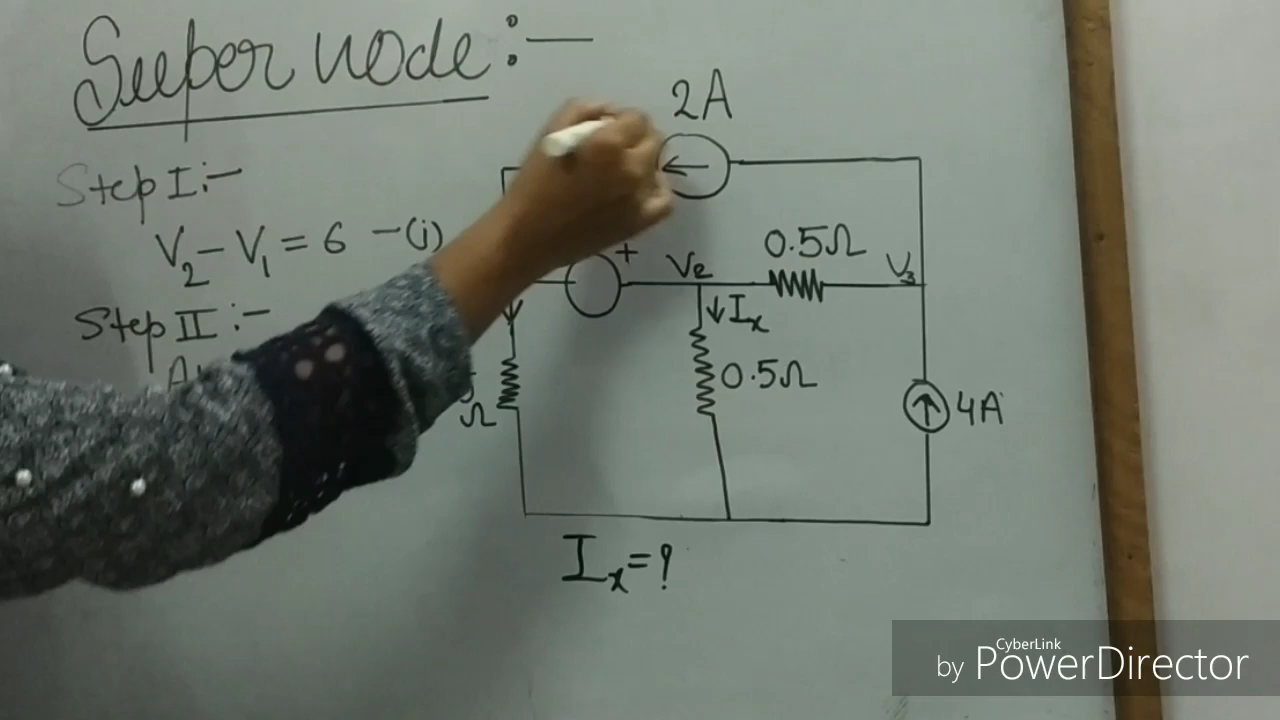 Super node :-
Step I :-
V₂ - V₁ = 6 -(i)
Step II :-
2A
0.5Ω
+ V₂ V₃
Iₓ
0.5Ω
Ω
4A
Iₓ = ?
CyberLink
by PowerDirector